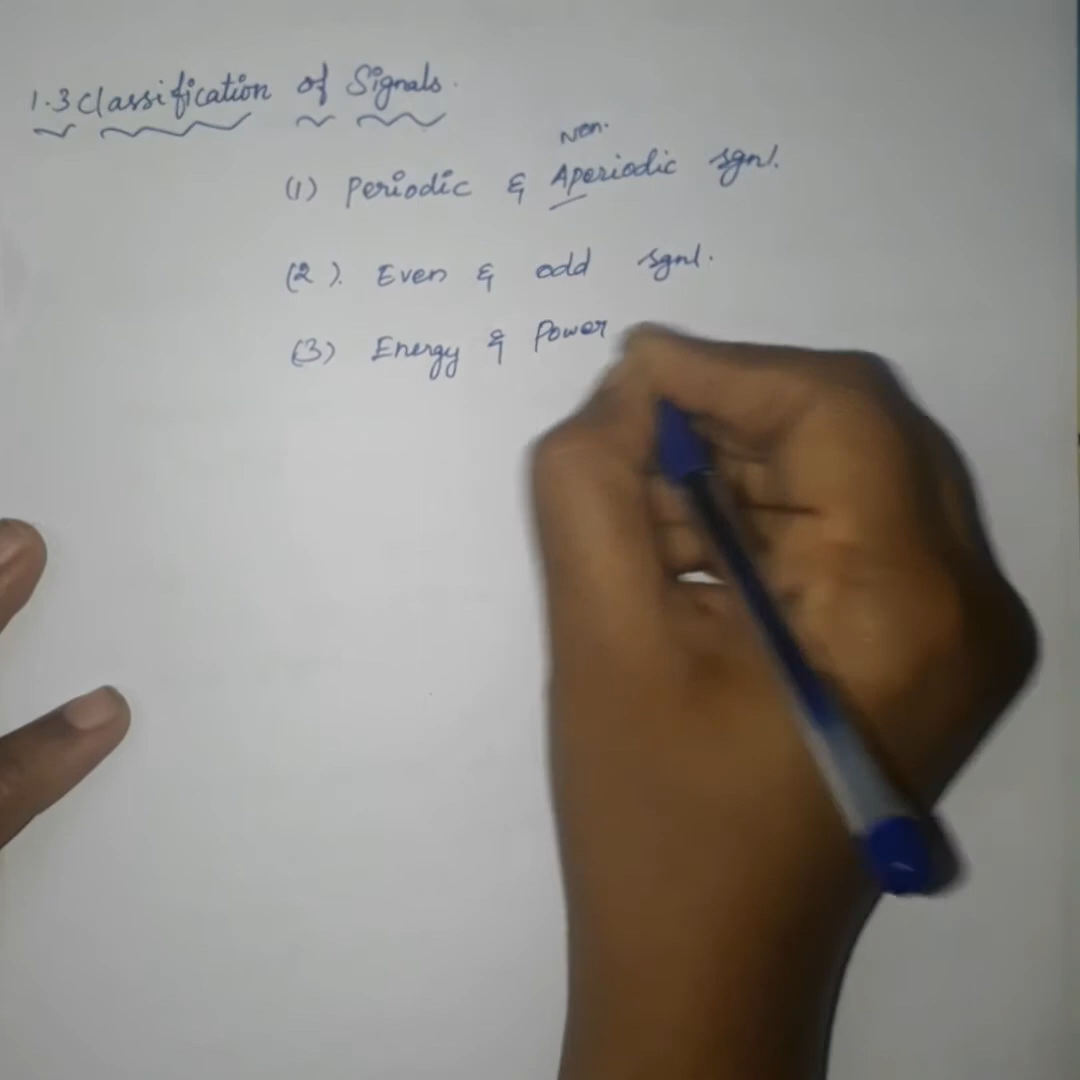 1.3 Classification of Signals.
Non.
(1) Periodic & Aperiodic sgnl.
(2). Even & odd sgnl.
(3) Energy & Power